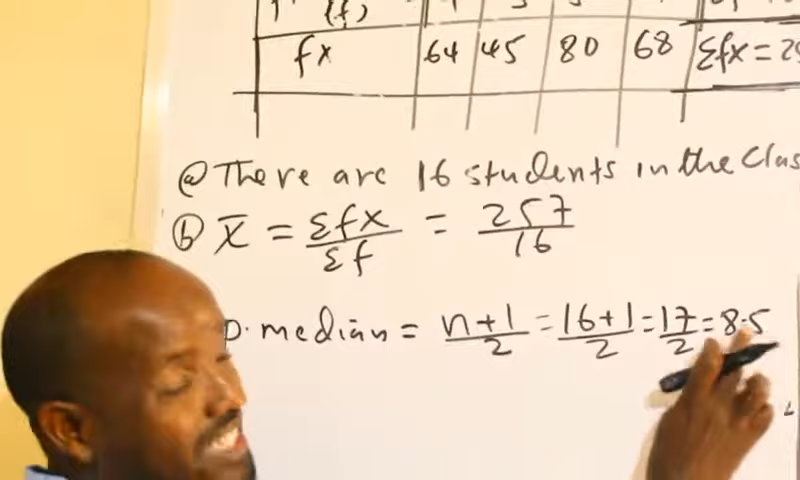 (f)
fx 64 45 80 68 Σfx = 2
ⓐ There are 16 students in the Clas
ⓑ x̄ = Σfx/Σf = 257/16
p. median = n+1/2 = 16+1/2 = 17/2 = 8.5